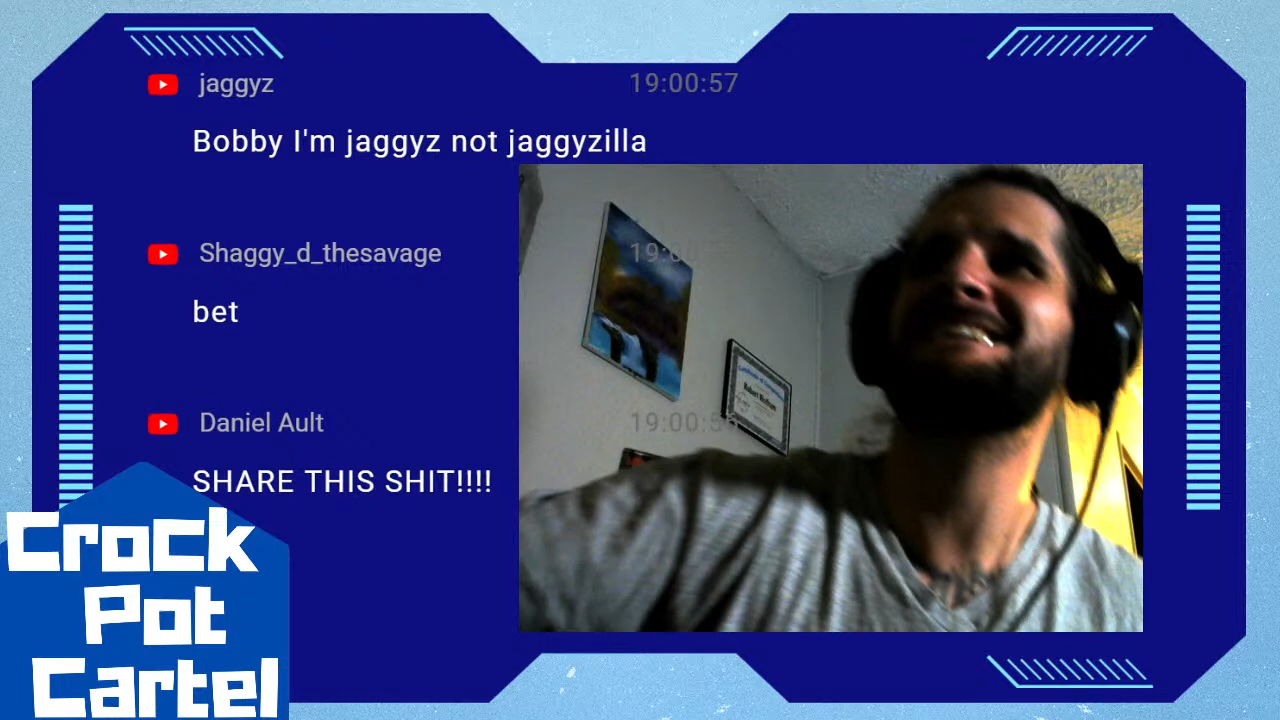 jaggyz 19:00:57
Bobby I'm jaggyz not jaggyzilla
Shaggy_d_thesavage
bet
Daniel Ault
SHARE THIS SHIT!!!!
Crock
Pot
Cartel